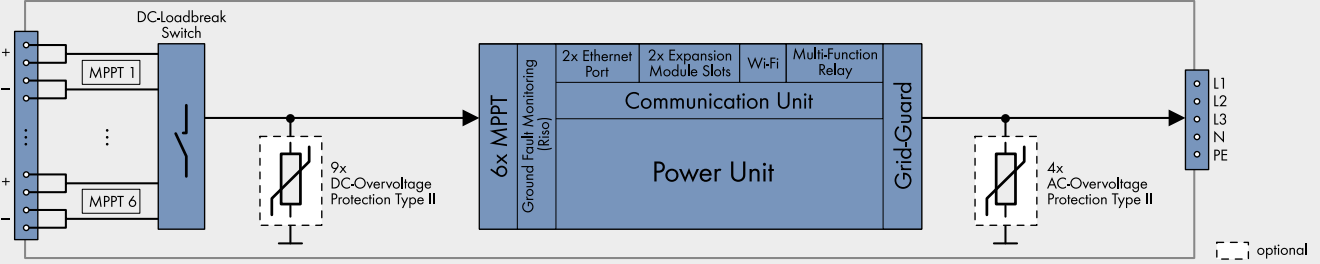 DC-Loadbreak
Switch
+
MPPT 1
−
⋮
⋮
+
MPPT 6
−
9x
DC-Overvoltage
Protection Type II
6x MPPT
Ground Fault Monitoring
(Riso)
2x Ethernet
Port
2x Expansion
Module Slots
Wi-Fi
Multi-Function
Relay
Communication Unit
Power Unit
Grid-Guard
4x
AC-Overvoltage
Protection Type II
L1
L2
L3
N
PE
optional